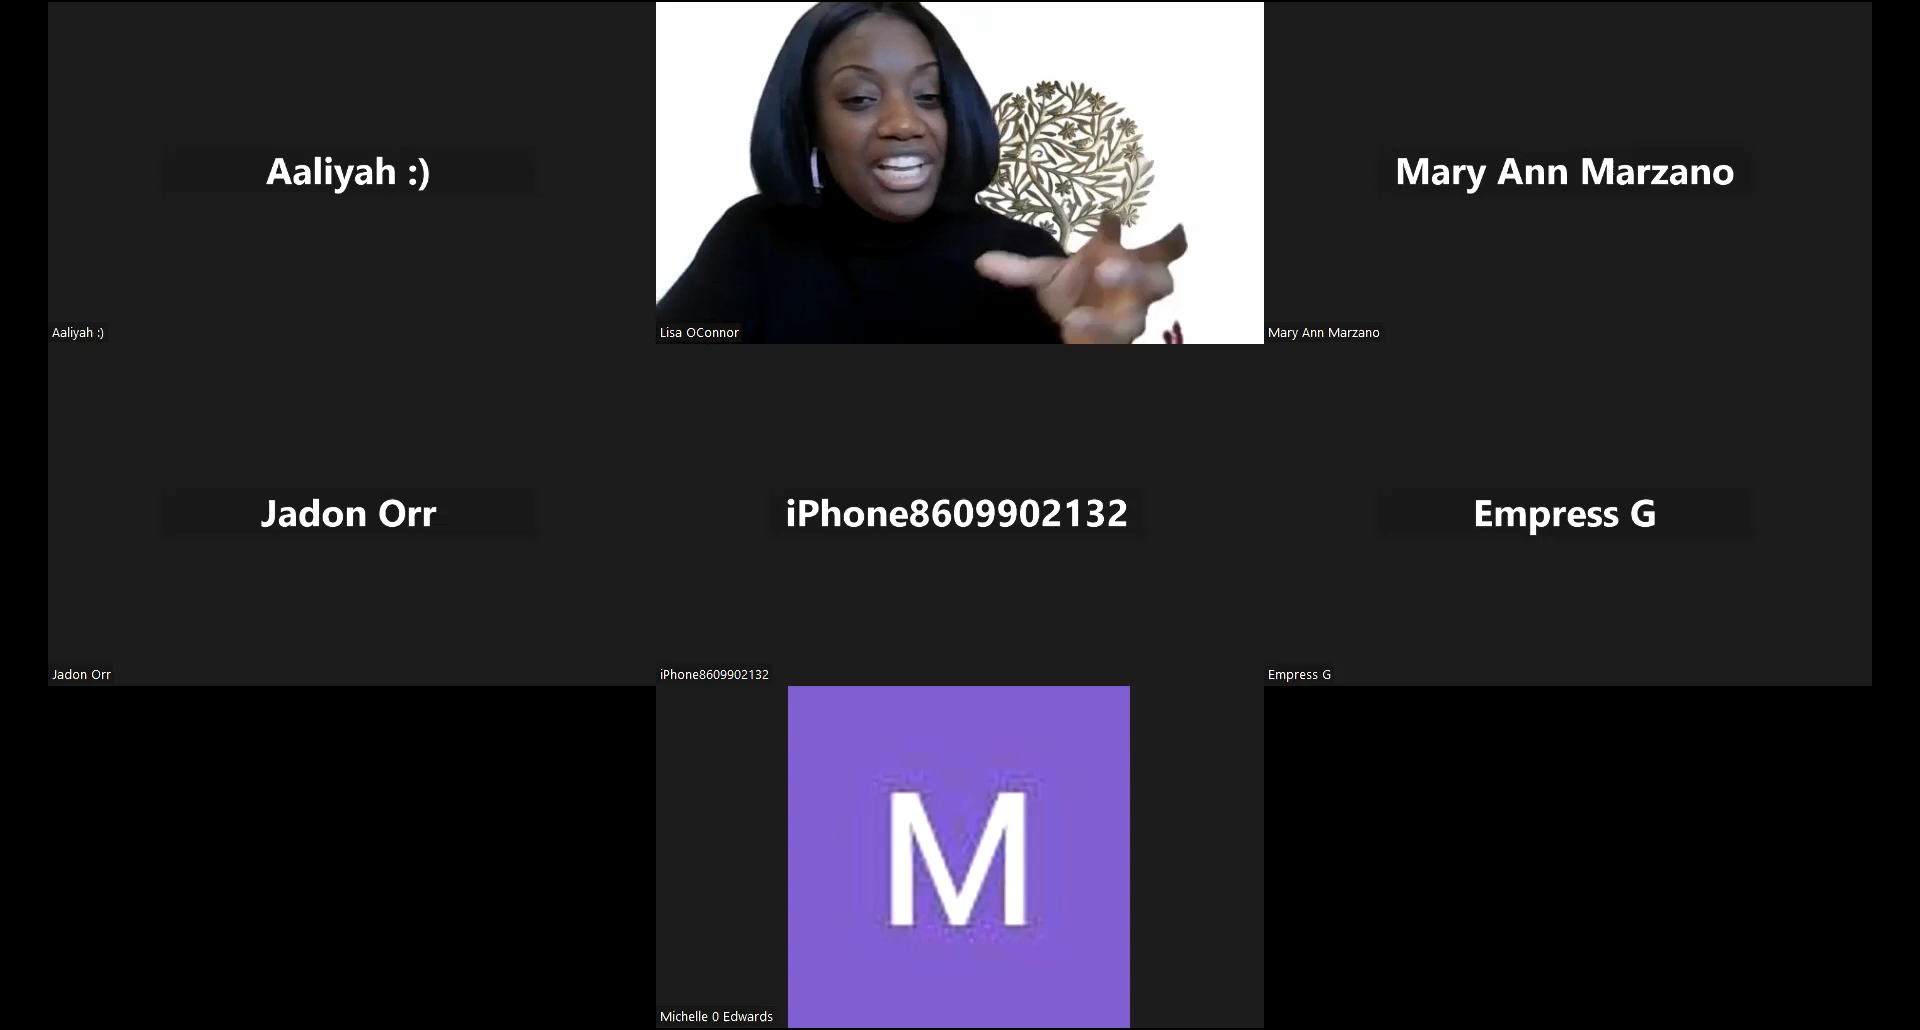 Aaliyah :)
Aaliyah :)
Lisa OConnor
Mary Ann Marzano
Mary Ann Marzano
Jadon Orr
Jadon Orr
iPhone8609902132
iPhone8609902132
Empress G
Empress G
M
Michelle 0 Edwards